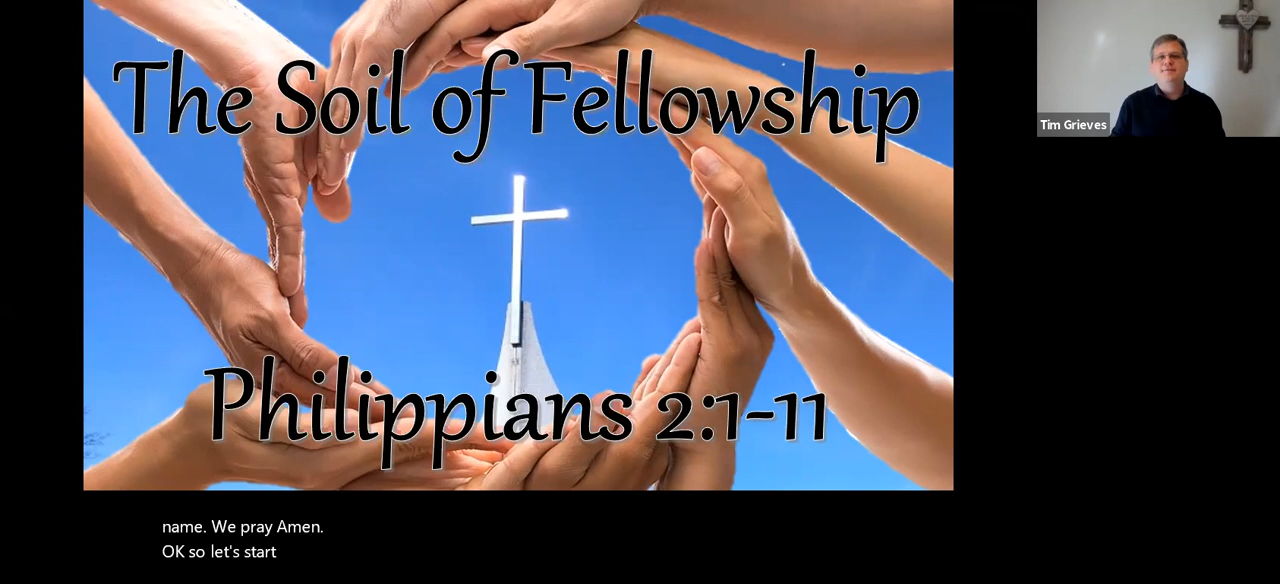 The Soil of Fellowship
Tim Grieves
Philippians 2:1-11
name. We pray Amen.
OK so let's start